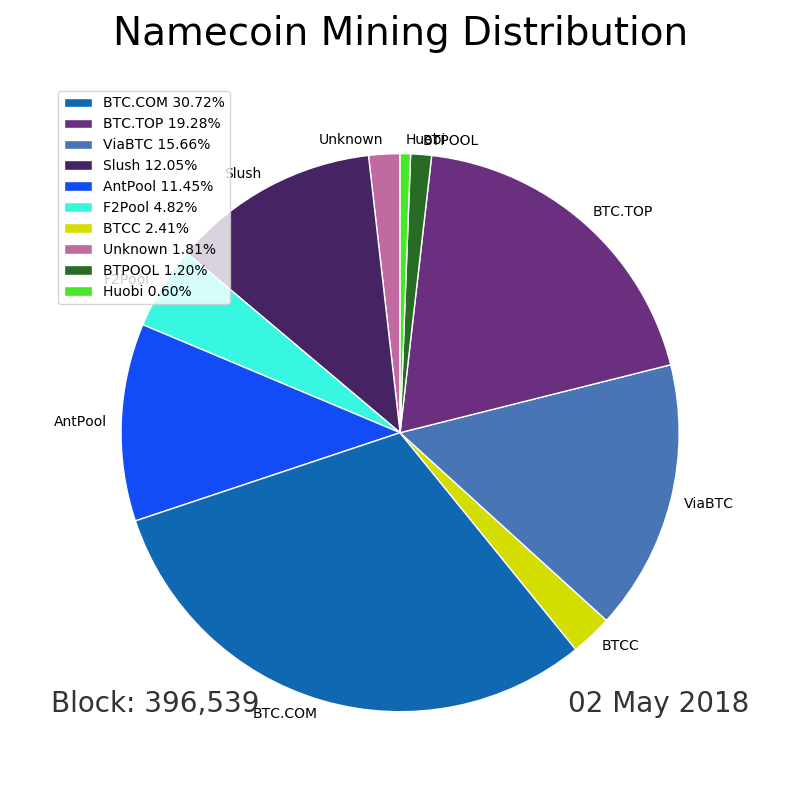 Namecoin Mining Distribution
BTC.COM 30.72%
BTC.TOP 19.28%
ViaBTC 15.66%
Slush 12.05%
AntPool 11.45%
F2Pool 4.82%
BTCC 2.41%
Unknown 1.81%
BTPOOL 1.20%
Huobi 0.60%
Unknown
Huobi
BTPOOL
Slush
BTC.TOP
F2Pool
AntPool
ViaBTC
BTCC
BTC.COM
Block: 396,539
02 May 2018